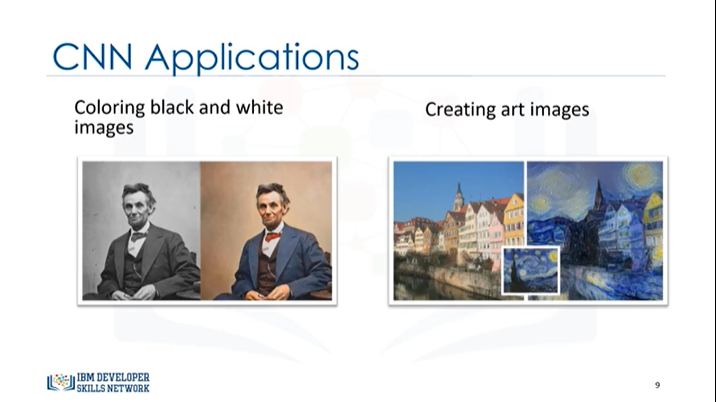 CNN Applications
Coloring black and white
images
Creating art images
IBM DEVELOPER
SKILLS NETWORK
9